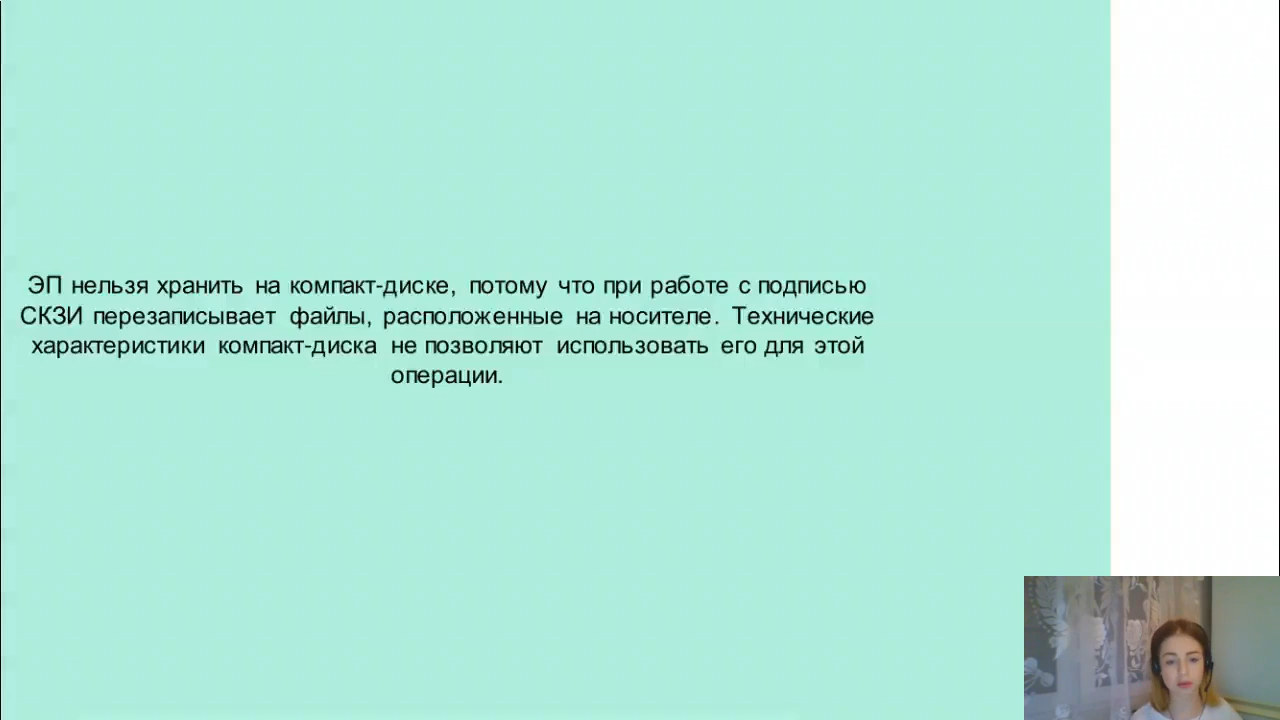 ЭП нельзя хранить на компакт-диске, потому что при работе с подписью
СКЗИ перезаписывает файлы, расположенные на носителе. Технические
характеристики компакт-диска не позволяют использовать его для этой
операции.